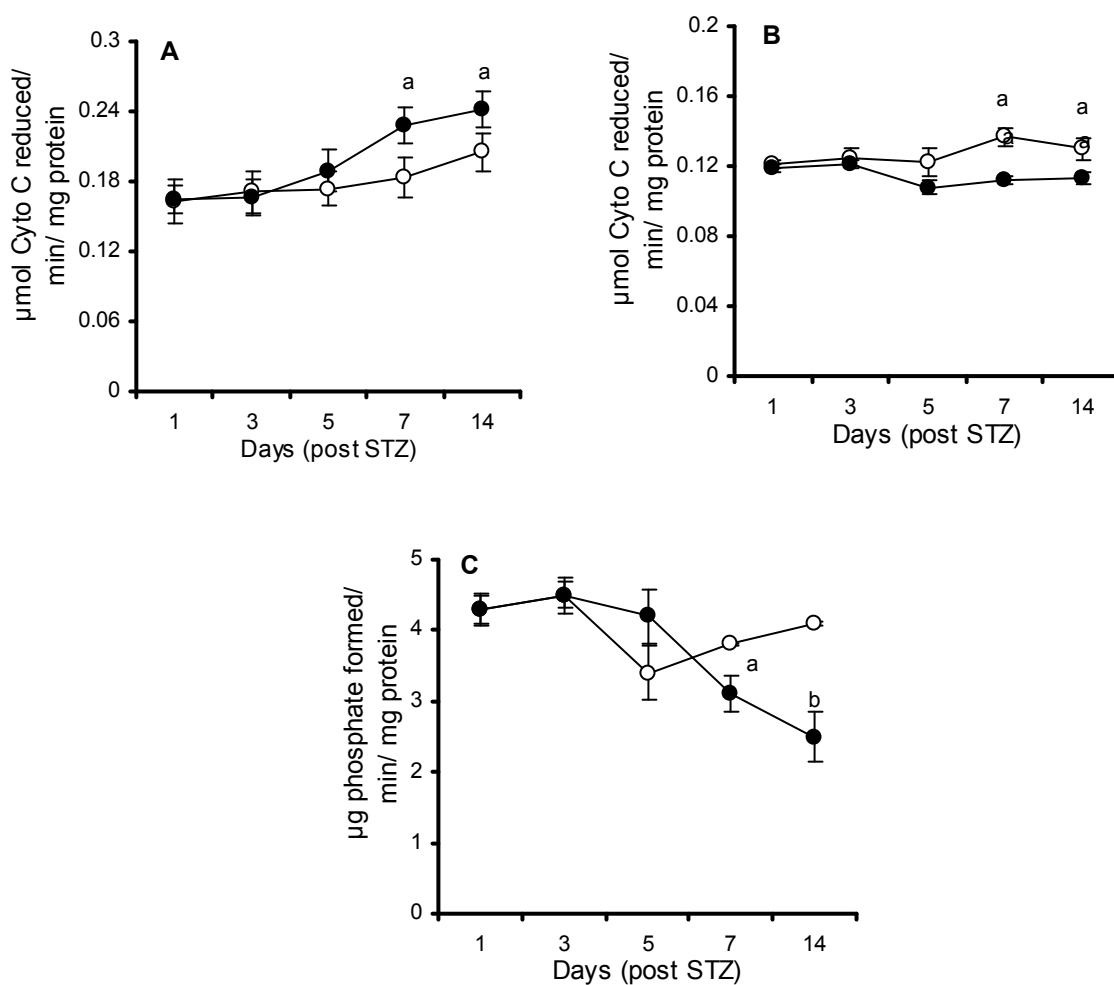 A
µmol Cyto C reduced/
min/ mg protein
0.3
0.24
0.18
0.12
0.06
0
a
a
1 3 5 7 14
Days (post STZ)
B
µmol Cyto C reduced/
min/ mg protein
0.2
0.16
0.12
0.08
0.04
0
a
a
a
a
1 3 5 7 14
Days (post STZ)
C
µg phosphate formed/
min/ mg protein
5
4
3
2
1
0
a
b
1 3 5 7 14
Days (post STZ)